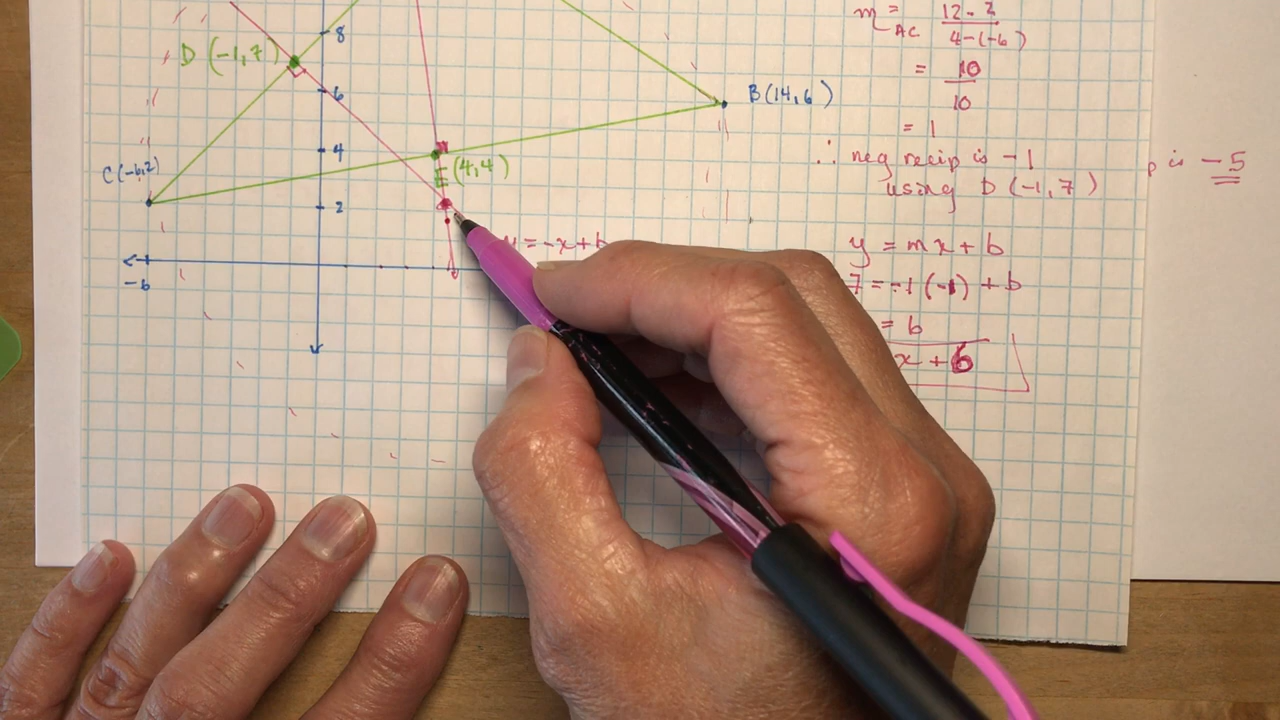 8
D (-1,7)
6
B(14,6)
4
C(-6,2)
E (4,4)
2
-6
y = -x+b
m AC = 12-2
4-(-6)
= 10
10
= 1
∴ neg recip is -1
p is -5
using D (-1,7)
y = mx + b
7 = -1(-1) + b
= b
x + 6